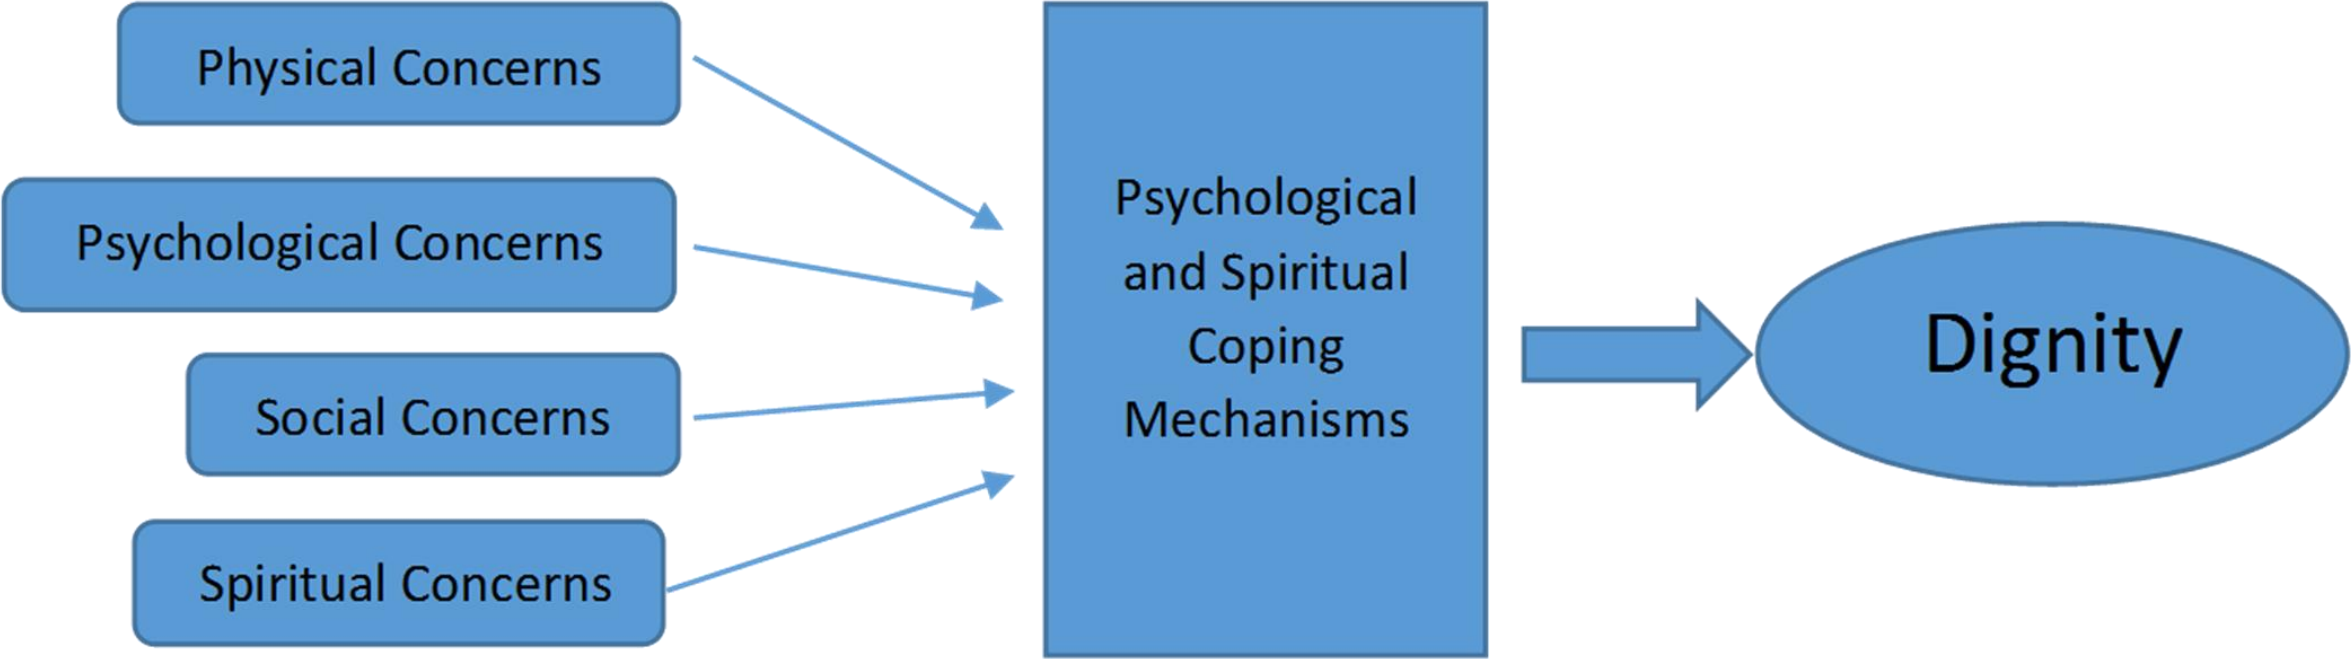 Physical Concerns
Psychological Concerns
Social Concerns
Spiritual Concerns
Psychological
and Spiritual
Coping
Mechanisms
Dignity